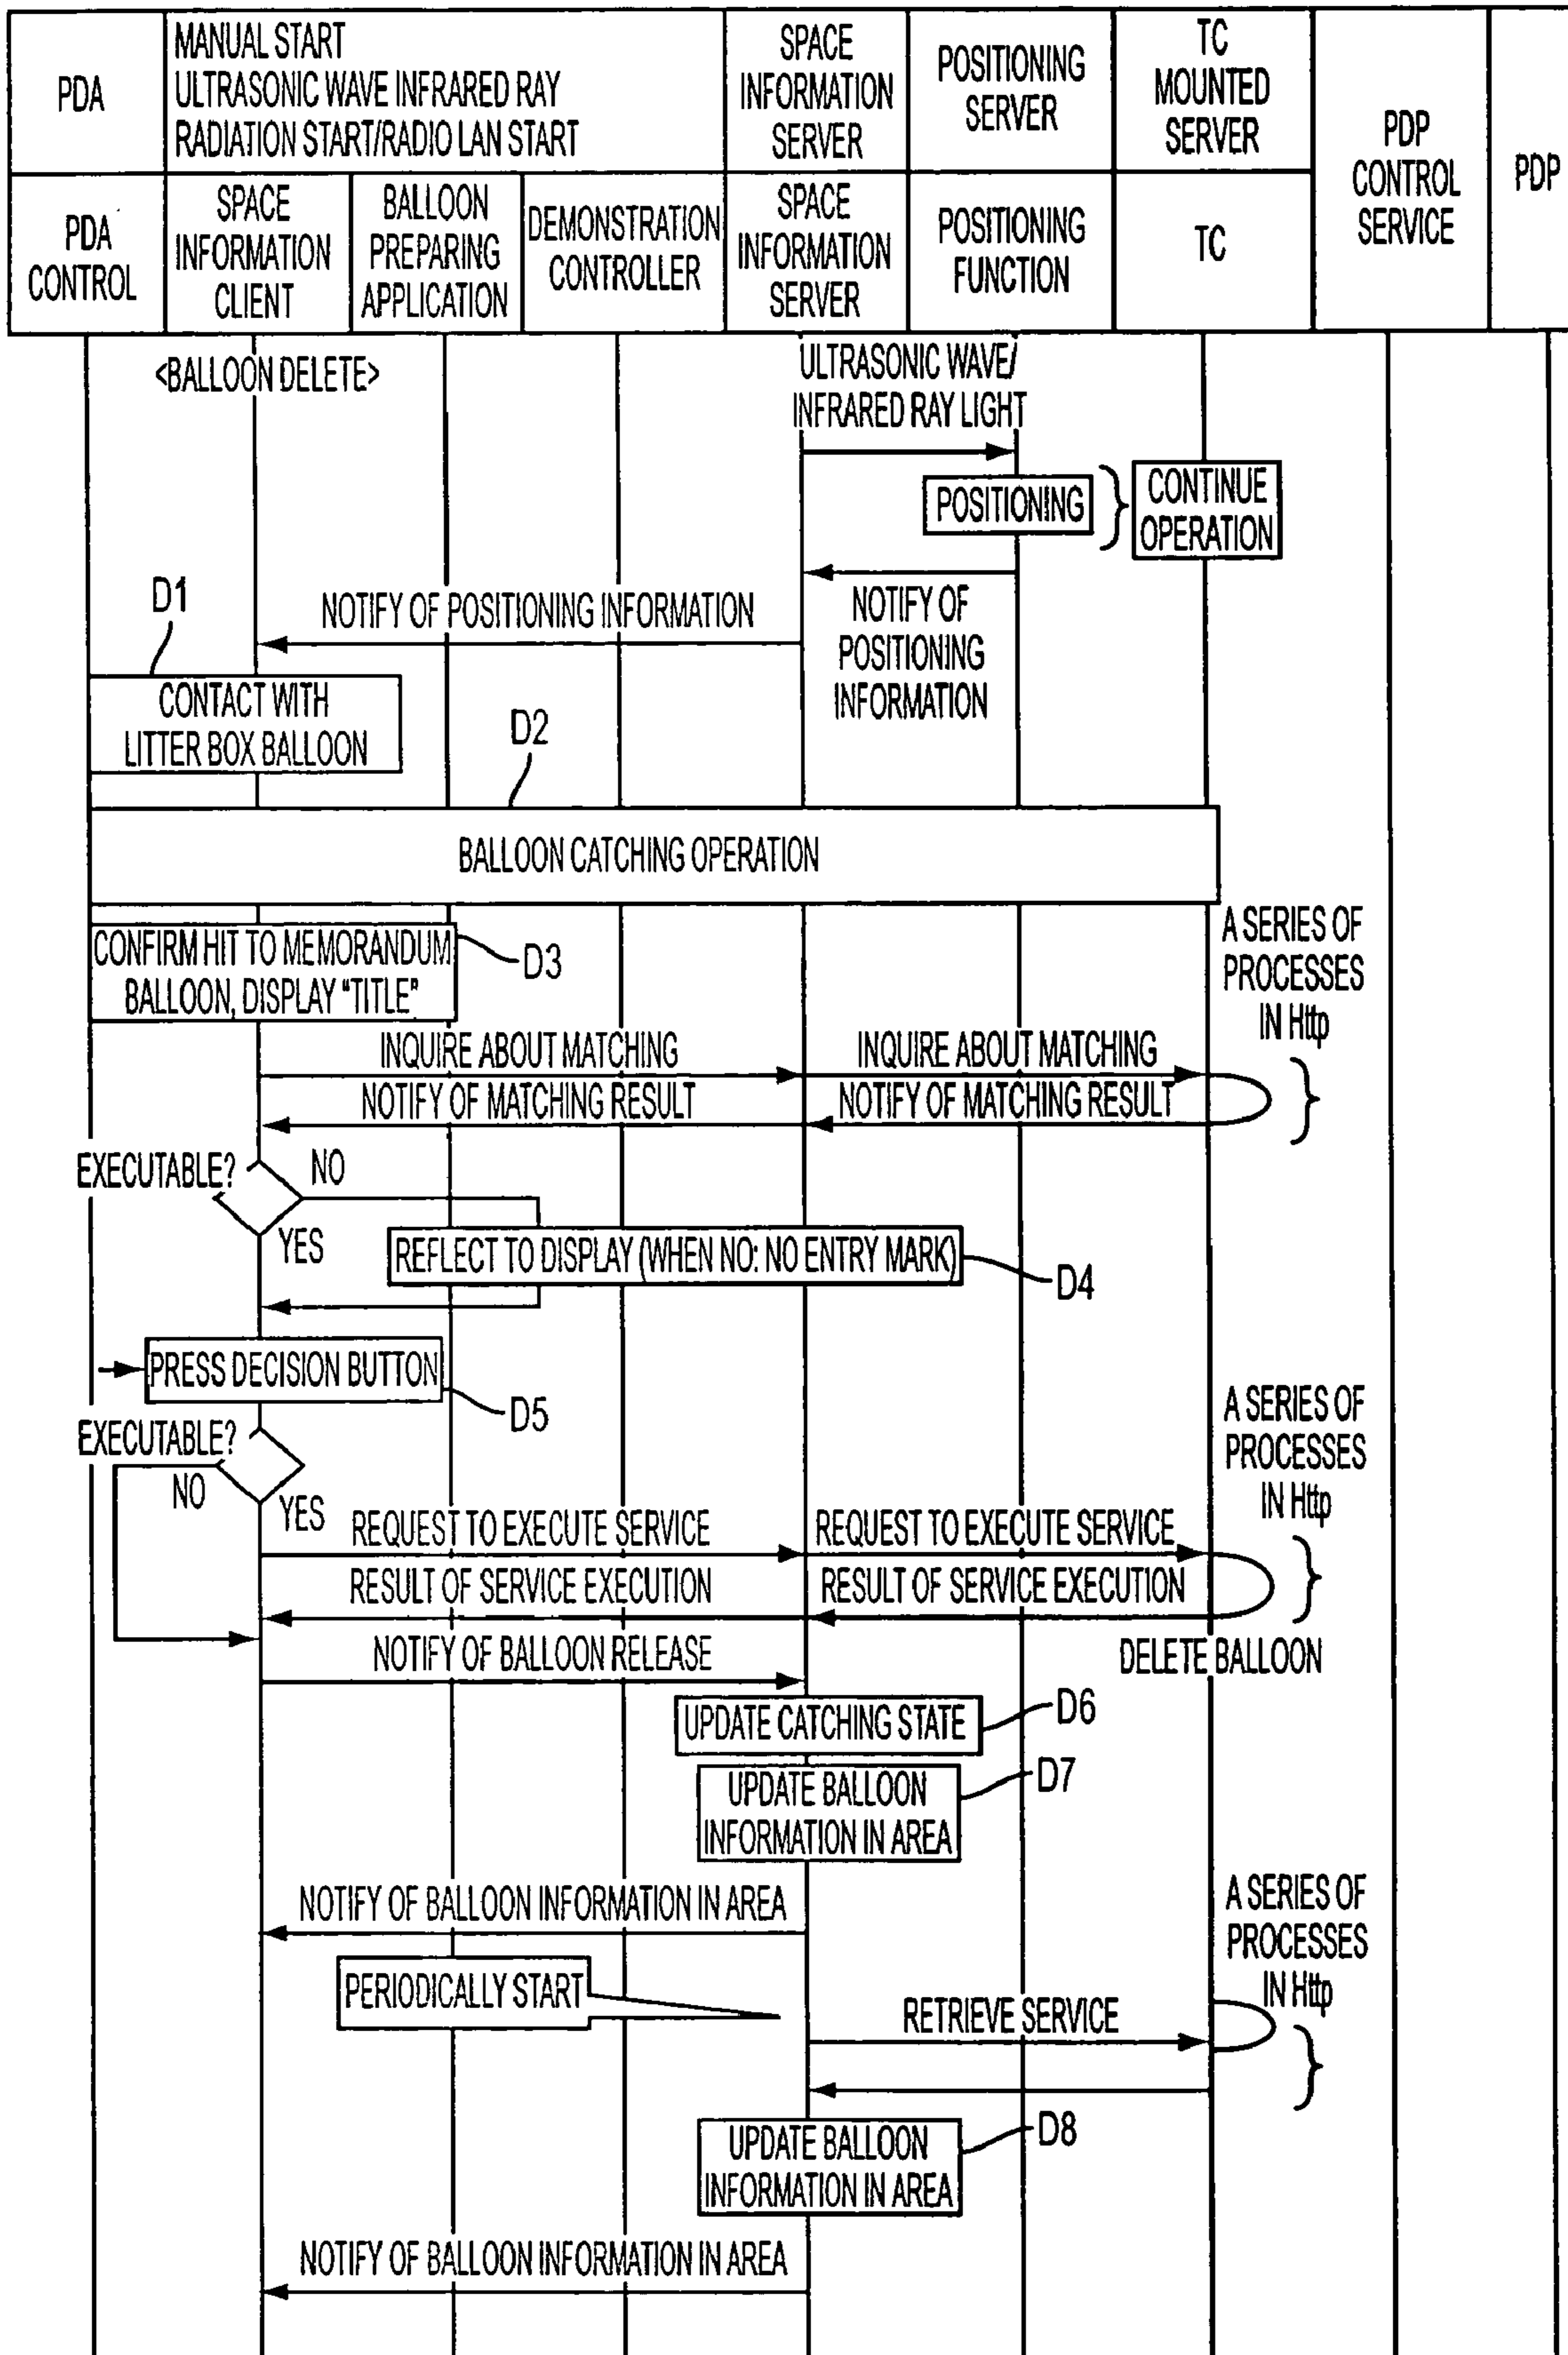 PDA
MANUAL START
ULTRASONIC WAVE INFRARED RAY
RADIATION START/RADIO LAN START
SPACE
INFORMATION
SERVER
POSITIONING
SERVER
TC
MOUNTED
SERVER
PDP
CONTROL
SERVICE
PDP
PDA
CONTROL
SPACE
INFORMATION
CLIENT
BALLOON
PREPARING
APPLICATION
DEMONSTRATION
CONTROLLER
SPACE
INFORMATION
SERVER
POSITIONING
FUNCTION
TC
<BALLOON DELETE>
ULTRASONIC WAVE/
INFRARED RAY LIGHT
POSITIONING
CONTINUE
OPERATION
D1
NOTIFY OF POSITIONING INFORMATION
NOTIFY OF
POSITIONING
INFORMATION
CONTACT WITH
LITTER BOX BALLOON
D2
BALLOON CATCHING OPERATION
CONFIRM HIT TO MEMORANDUM
BALLOON, DISPLAY "TITLE"
D3
A SERIES OF
PROCESSES
IN Http
INQUIRE ABOUT MATCHING
INQUIRE ABOUT MATCHING
NOTIFY OF MATCHING RESULT
NOTIFY OF MATCHING RESULT
EXECUTABLE?
NO
YES
REFLECT TO DISPLAY (WHEN NO: NO ENTRY MARK)
D4
PRESS DECISION BUTTON
D5
EXECUTABLE?
NO
YES
A SERIES OF
PROCESSES
IN Http
REQUEST TO EXECUTE SERVICE
REQUEST TO EXECUTE SERVICE
RESULT OF SERVICE EXECUTION
RESULT OF SERVICE EXECUTION
NOTIFY OF BALLOON RELEASE
DELETE BALLOON
UPDATE CATCHING STATE
D6
UPDATE BALLOON
INFORMATION IN AREA
D7
NOTIFY OF BALLOON INFORMATION IN AREA
A SERIES OF
PROCESSES
IN Http
PERIODICALLY START
RETRIEVE SERVICE
UPDATE BALLOON
INFORMATION IN AREA
D8
NOTIFY OF BALLOON INFORMATION IN AREA